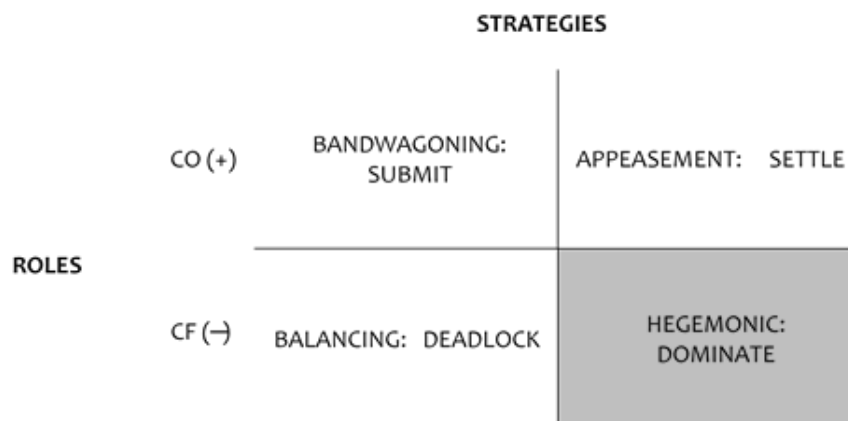 STRATEGIES
CO (+)
BANDWAGONING:
SUBMIT
APPEASEMENT: SETTLE
ROLES
CF (–)
BALANCING: DEADLOCK
HEGEMONIC:
DOMINATE